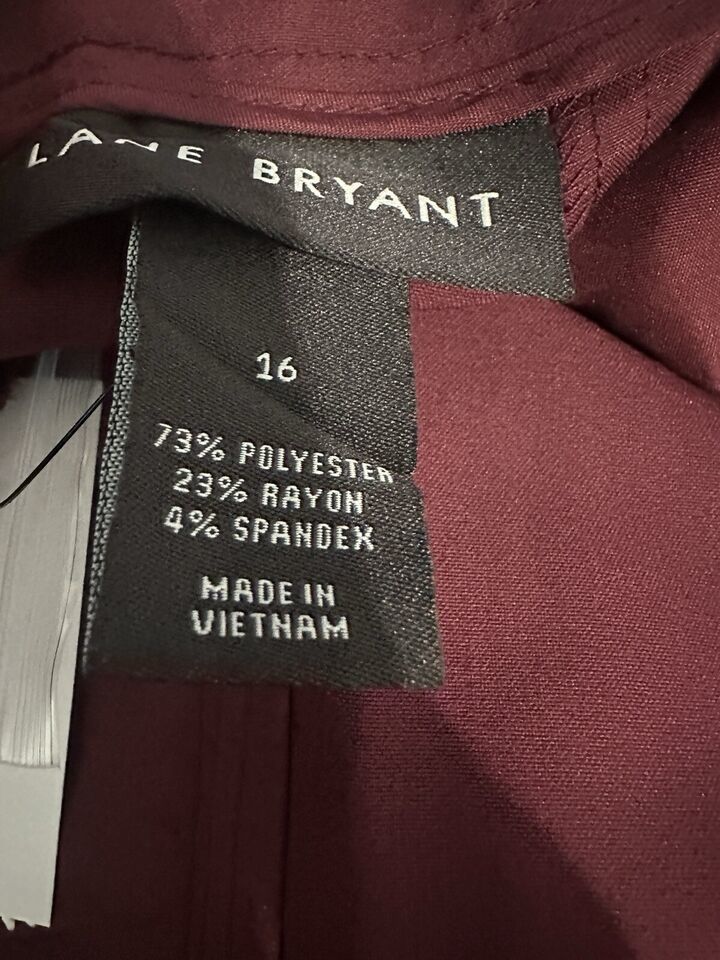 LANE BRYANT
16
73% POLYESTER
23% RAYON
4% SPANDEX
MADE IN
VIETNAM